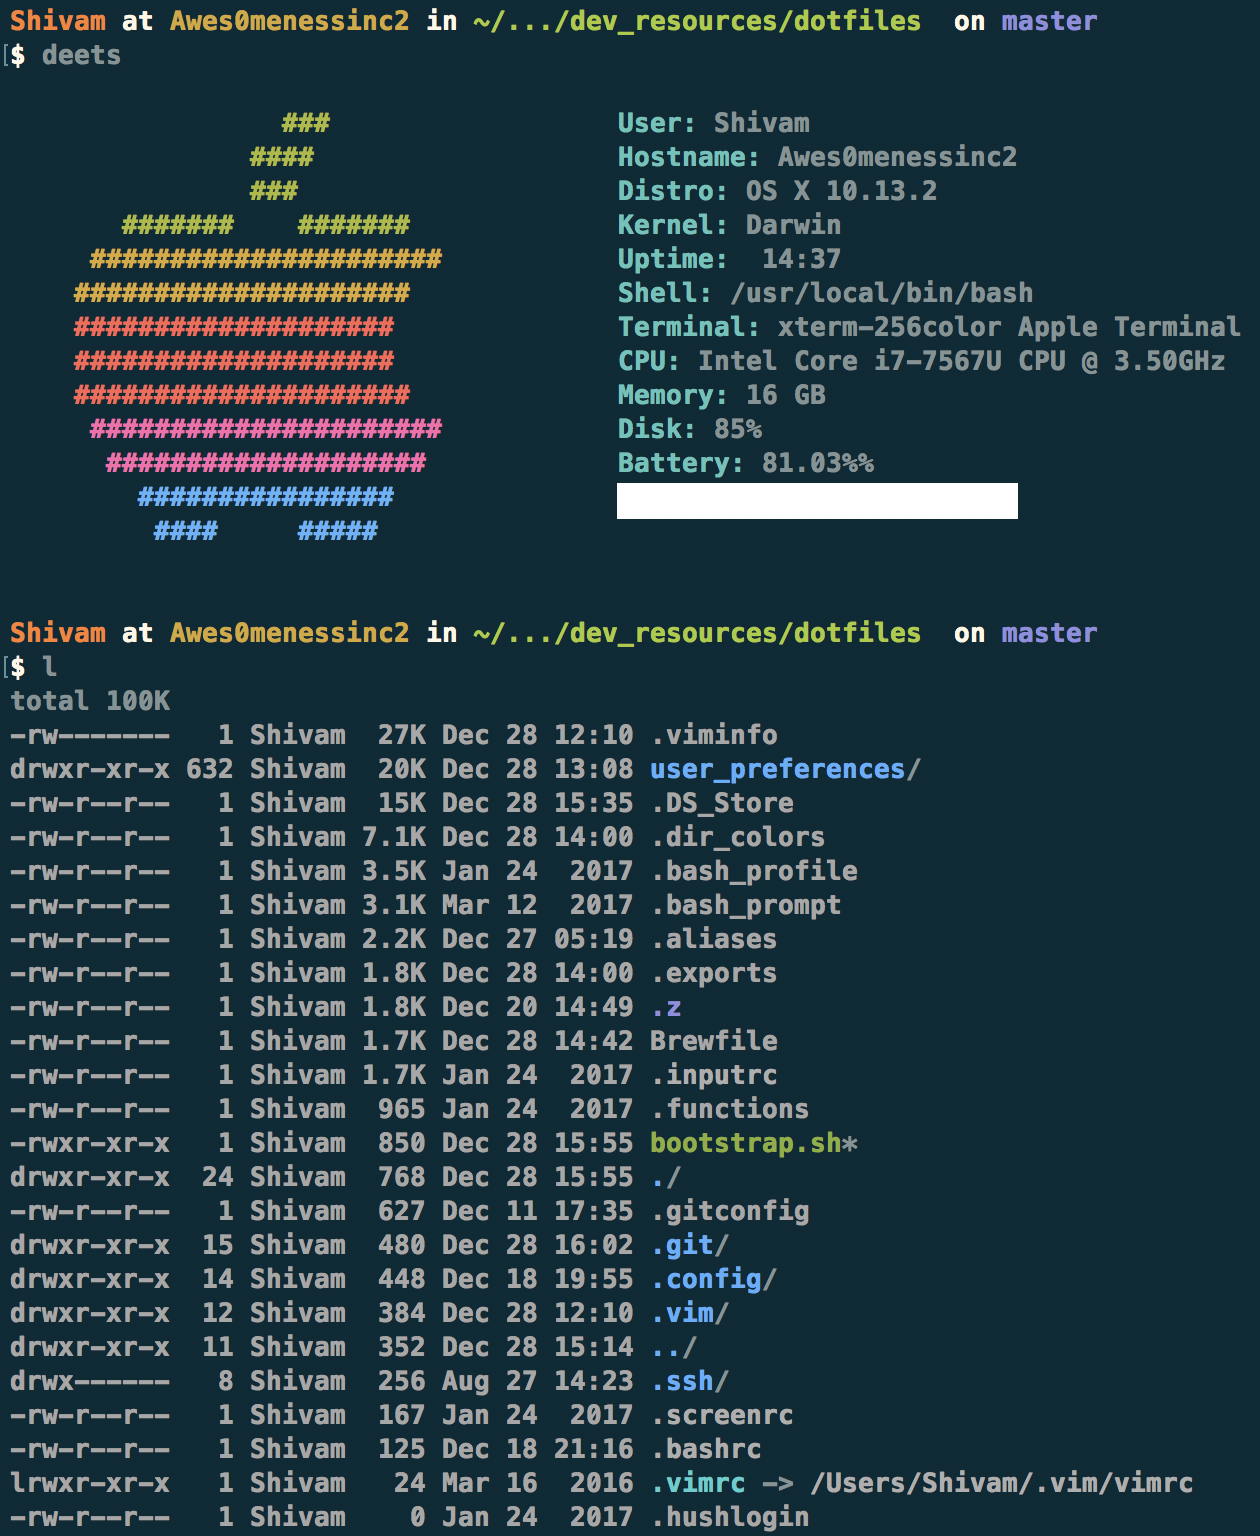 Shivam at Awes0menessinc2 in ~/.../dev_resources/dotfiles  on master
[$ deets
                 ###                  User: Shivam
               ####                   Hostname: Awes0menessinc2
               ###                    Distro: OS X 10.13.2
       #######    #######             Kernel: Darwin
     ######################           Uptime:  14:37
    #####################             Shell: /usr/local/bin/bash
    ####################              Terminal: xterm-256color Apple Terminal
    ####################              CPU: Intel Core i7-7567U CPU @ 3.50GHz
    #####################             Memory: 16 GB
     ######################           Disk: 85%
      ####################            Battery: 81.03%%
        ################
         ####     #####
Shivam at Awes0menessinc2 in ~/.../dev_resources/dotfiles  on master
[$ l
total 100K
-rw-------   1 Shivam  27K Dec 28 12:10 .viminfo
drwxr-xr-x 632 Shivam  20K Dec 28 13:08 user_preferences/
-rw-r--r--   1 Shivam  15K Dec 28 15:35 .DS_Store
-rw-r--r--   1 Shivam 7.1K Dec 28 14:00 .dir_colors
-rw-r--r--   1 Shivam 3.5K Jan 24  2017 .bash_profile
-rw-r--r--   1 Shivam 3.1K Mar 12  2017 .bash_prompt
-rw-r--r--   1 Shivam 2.2K Dec 27 05:19 .aliases
-rw-r--r--   1 Shivam 1.8K Dec 28 14:00 .exports
-rw-r--r--   1 Shivam 1.8K Dec 20 14:49 .z
-rw-r--r--   1 Shivam 1.7K Dec 28 14:42 Brewfile
-rw-r--r--   1 Shivam 1.7K Jan 24  2017 .inputrc
-rw-r--r--   1 Shivam  965 Jan 24  2017 .functions
-rwxr-xr-x   1 Shivam  850 Dec 28 15:55 bootstrap.sh*
drwxr-xr-x  24 Shivam  768 Dec 28 15:55 ./
-rw-r--r--   1 Shivam  627 Dec 11 17:35 .gitconfig
drwxr-xr-x  15 Shivam  480 Dec 28 16:02 .git/
drwxr-xr-x  14 Shivam  448 Dec 18 19:55 .config/
drwxr-xr-x  12 Shivam  384 Dec 28 12:10 .vim/
drwxr-xr-x  11 Shivam  352 Dec 28 15:14 ../
drwx------   8 Shivam  256 Aug 27 14:23 .ssh/
-rw-r--r--   1 Shivam  167 Jan 24  2017 .screenrc
-rw-r--r--   1 Shivam  125 Dec 18 21:16 .bashrc
lrwxr-xr-x   1 Shivam   24 Mar 16  2016 .vimrc -> /Users/Shivam/.vim/vimrc
-rw-r--r--   1 Shivam    0 Jan 24  2017 .hushlogin